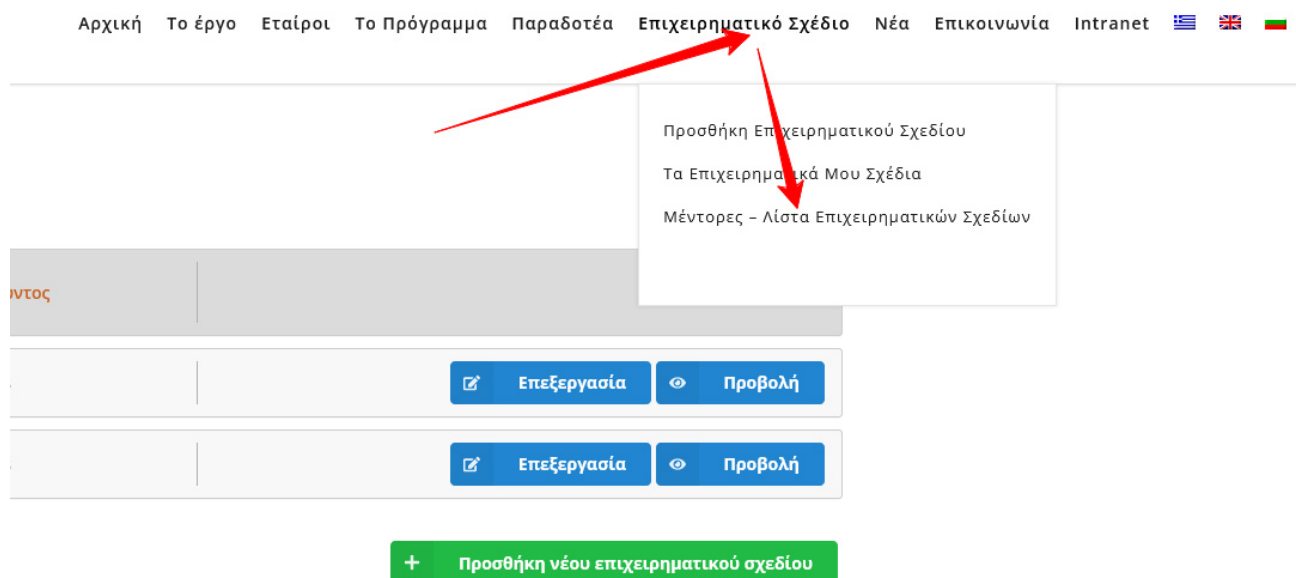 Αρχική Το έργο Εταίροι Το Πρόγραμμα Παραδοτέα Επιχειρηματικό Σχέδιο Νέα Επικοινωνία Intranet
Προσθήκη Επιχειρηματικού Σχεδίου
Τα Επιχειρηματικά Μου Σχέδια
Μέντορες – Λίστα Επιχειρηματικών Σχεδίων
Επεξεργασία Προβολή
Επεξεργασία Προβολή
+ Προσθήκη νέου επιχειρηματικού σχεδίου